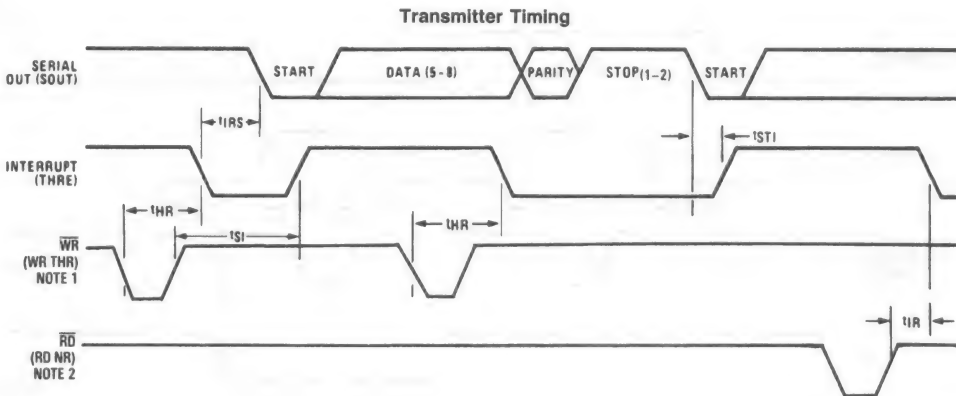 Transmitter Timing
SERIAL
OUT (SOUT)
START
DATA (5-8)
PARITY
STOP(1-2)
START
tIRS
tSTI
INTERRUPT
(THRE)
tHR
tSI
tHR
WR
(WR THR)
NOTE 1
tIR
RD
(RD NR)
NOTE 2